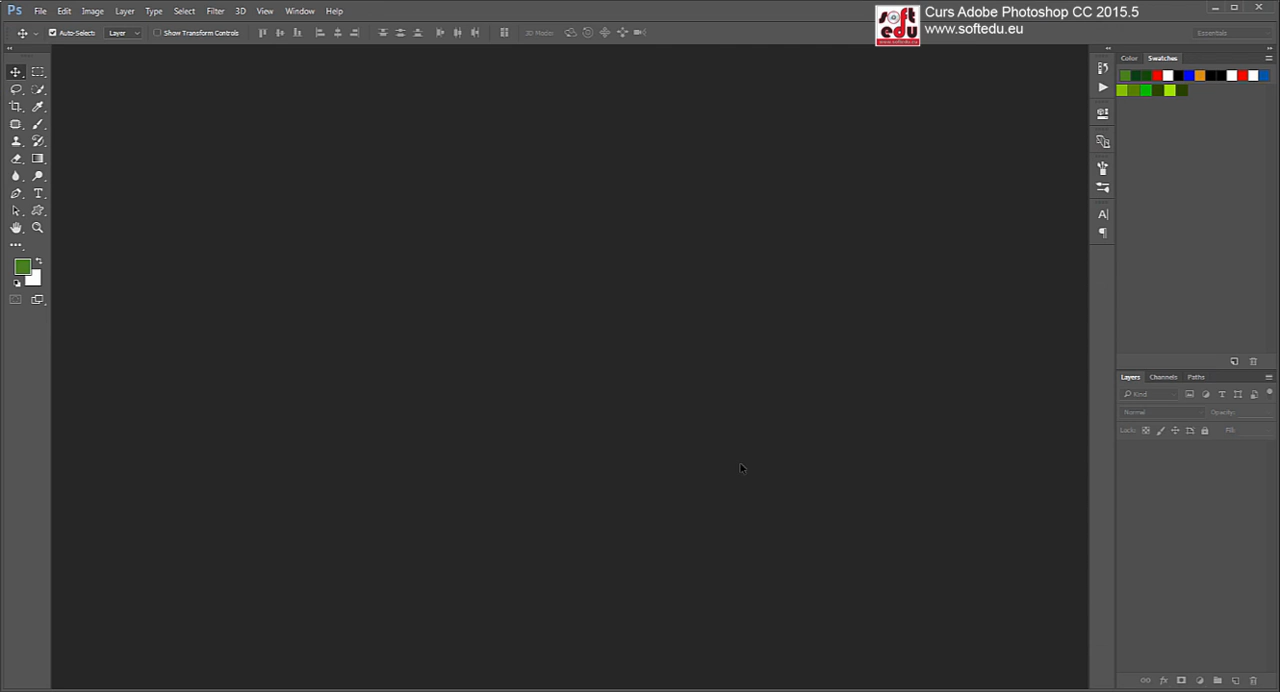 Ps File Edit Image Layer Type Select Filter 3D View Window Help
soft edu Curs Adobe Photoshop CC 2015.5
www.softedu.eu
Auto-Select: Layer Show Transform Controls 3D Mode: Essentials
Color Swatches
Layers Channels Paths
Kind
Normal Opacity:
Lock: Fill: